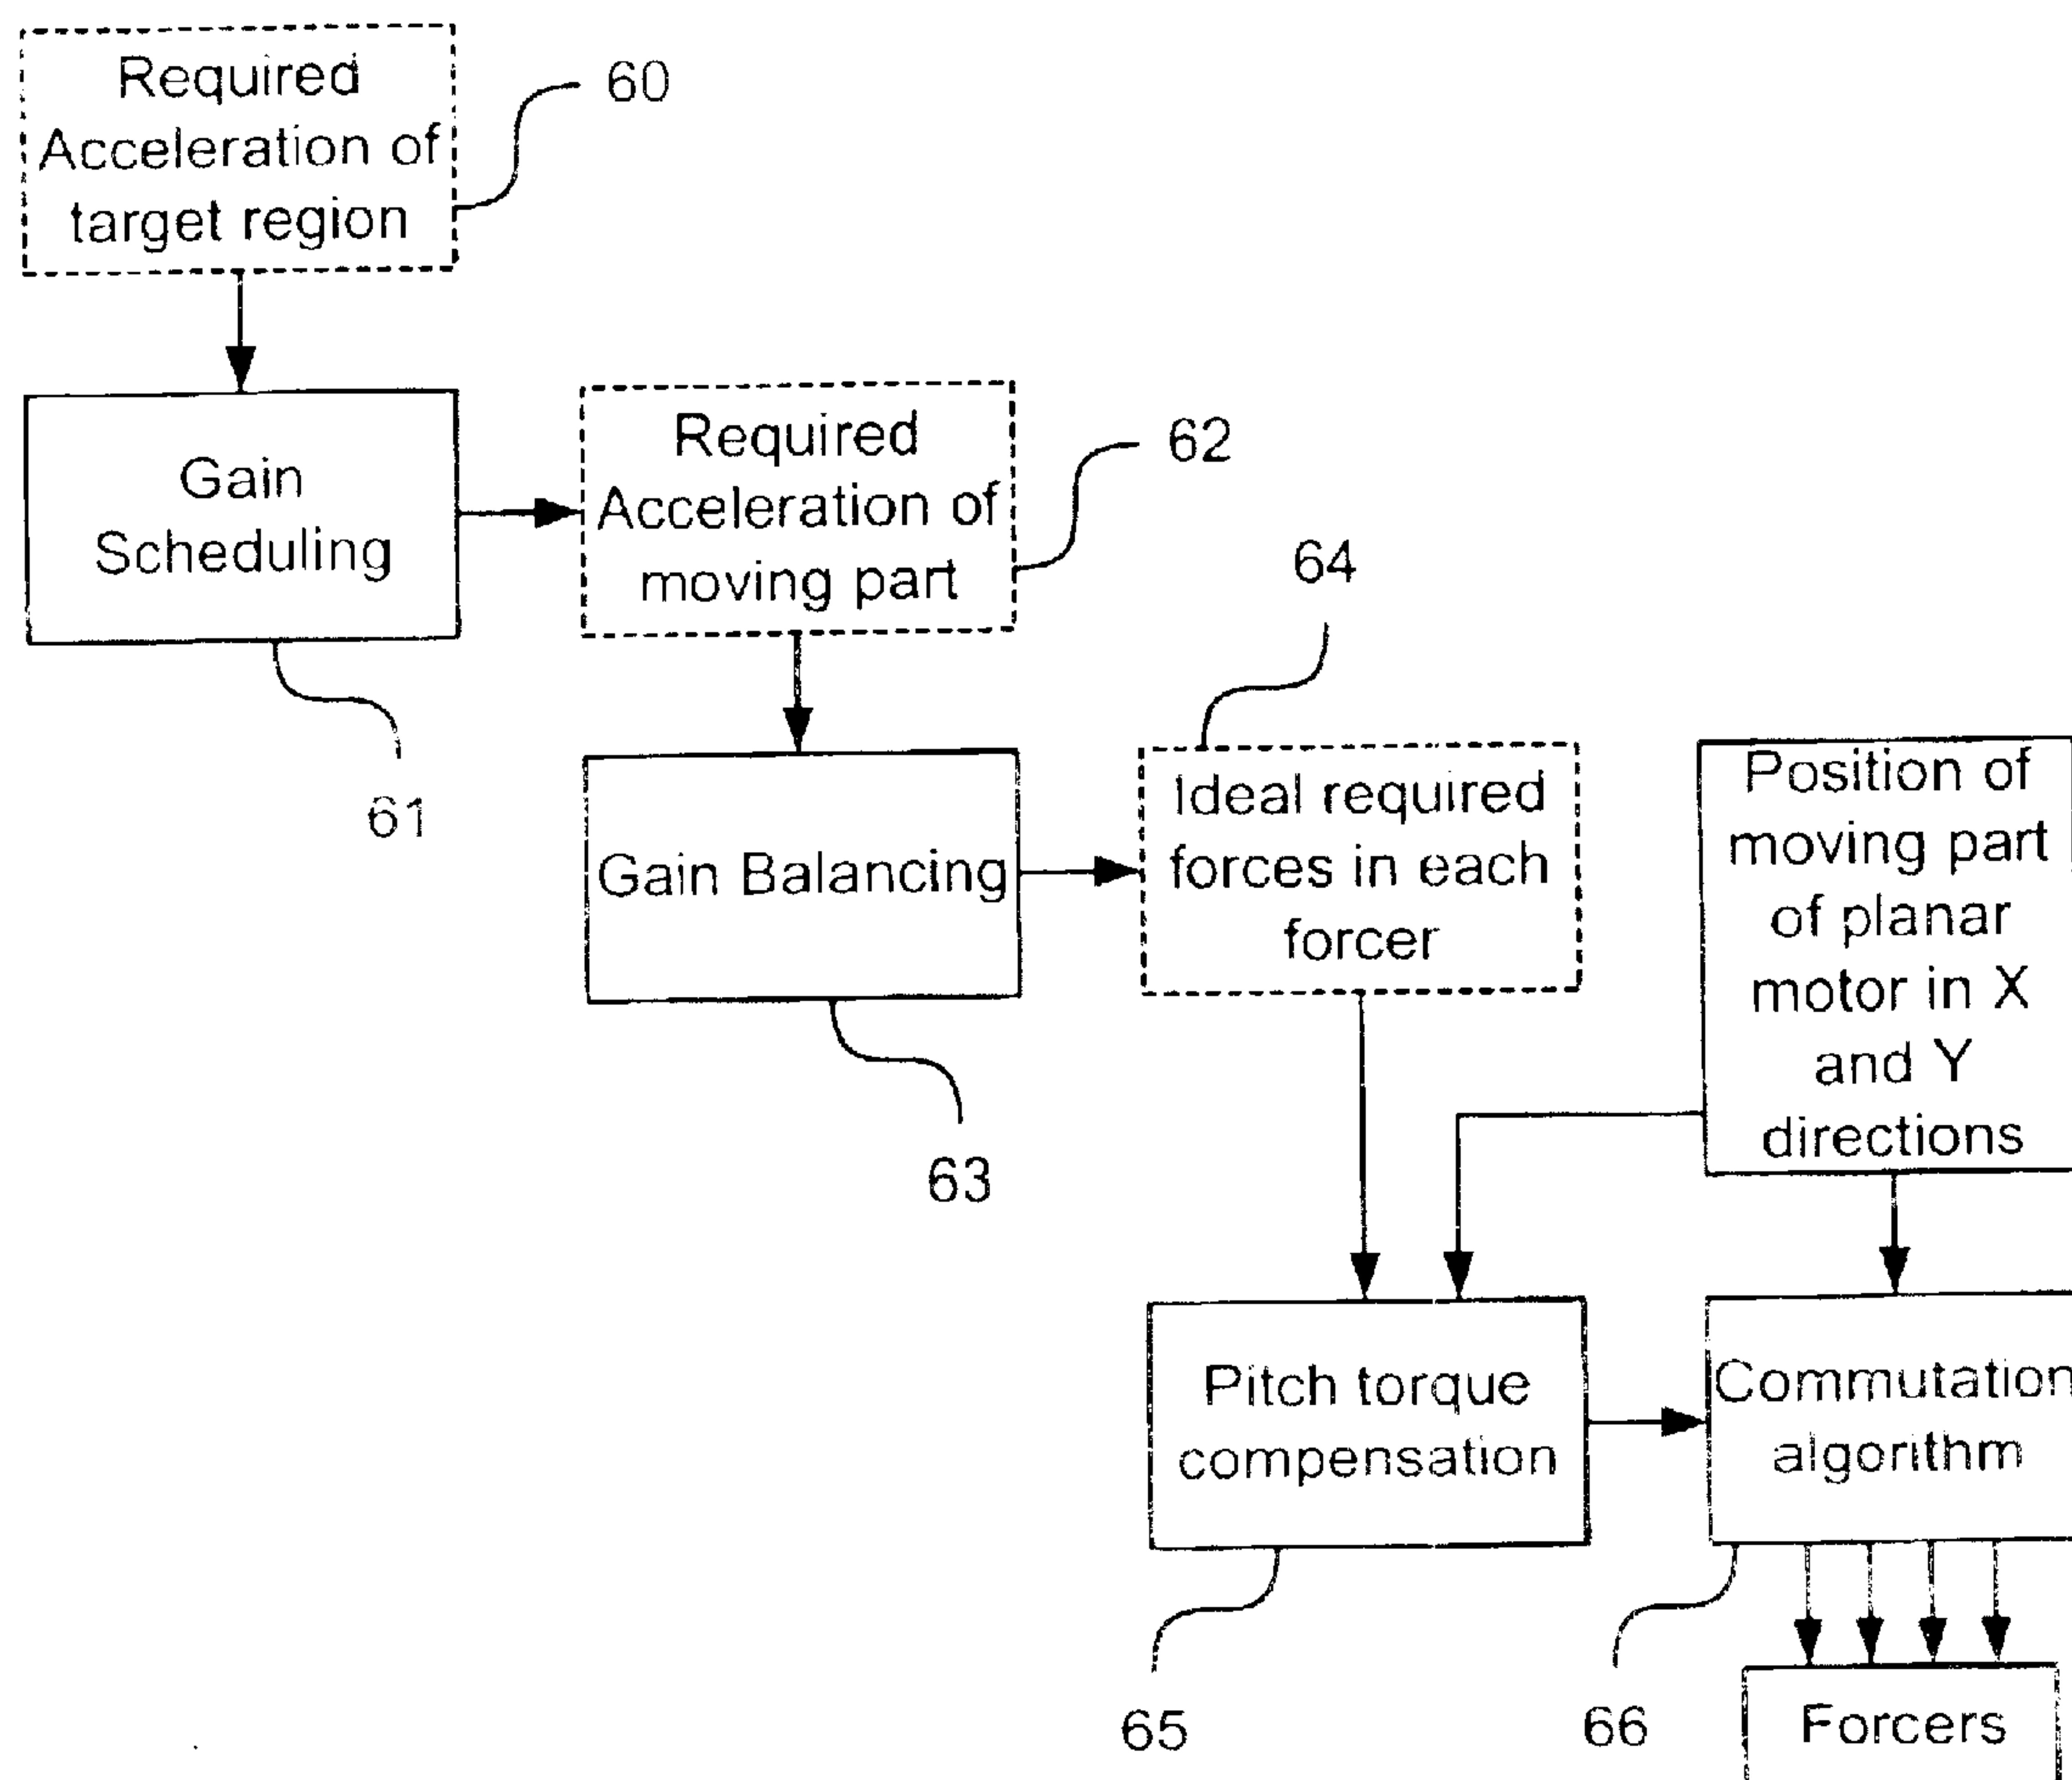 Required
Acceleration of
target region
60
Gain
Scheduling
61
Required
Acceleration of
moving part
62
Gain Balancing
63
Ideal required
forces in each
forcer
64
Position of
moving part
of planar
motor in X
and Y
directions
Pitch torque
compensation
65
Commutation
algorithm
66
Forcers